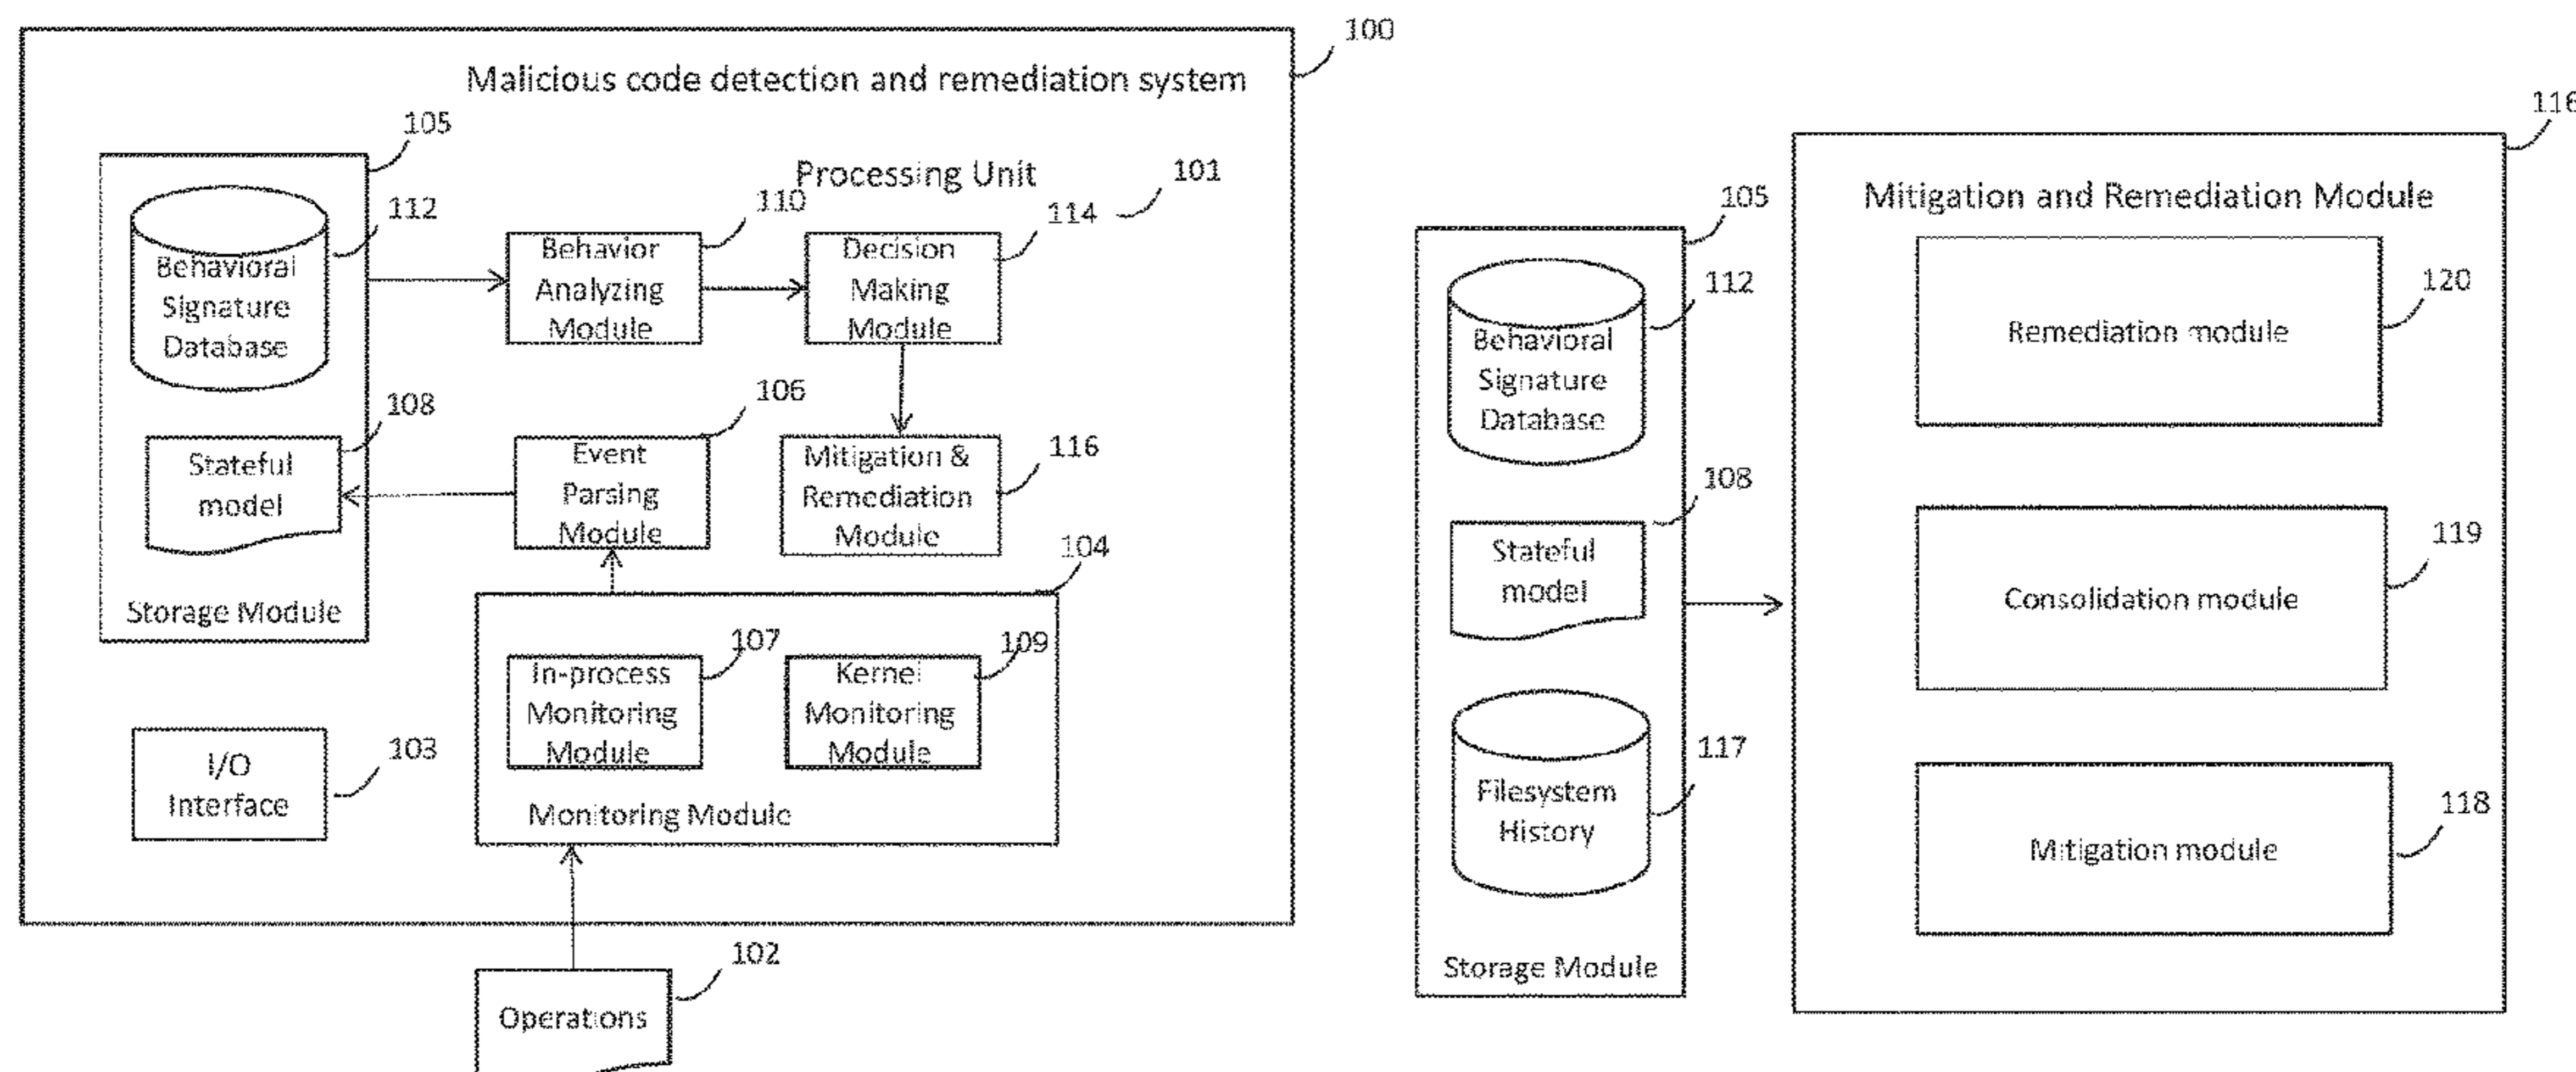 100
Malicious code detection and remediation system
105
Processing Unit
101
112
110
114
Behavioral
Signature
Database
Behavior
Analyzing
Module
Decision
Making
Module
108
106
Stateful
model
Event
Parsing
Module
Mitigation &
Remediation
Module
116
104
Storage Module
107
109
In-process
Monitoring
Module
Kernel
Monitoring
Module
I/O
Interface
103
Monitoring Module
102
Operations
116
Mitigation and Remediation Module
105
112
Behavioral
Signature
Database
120
Remediation module
108
Stateful
model
119
Consolidation module
117
Filesystem
History
118
Mitigation module
Storage Module